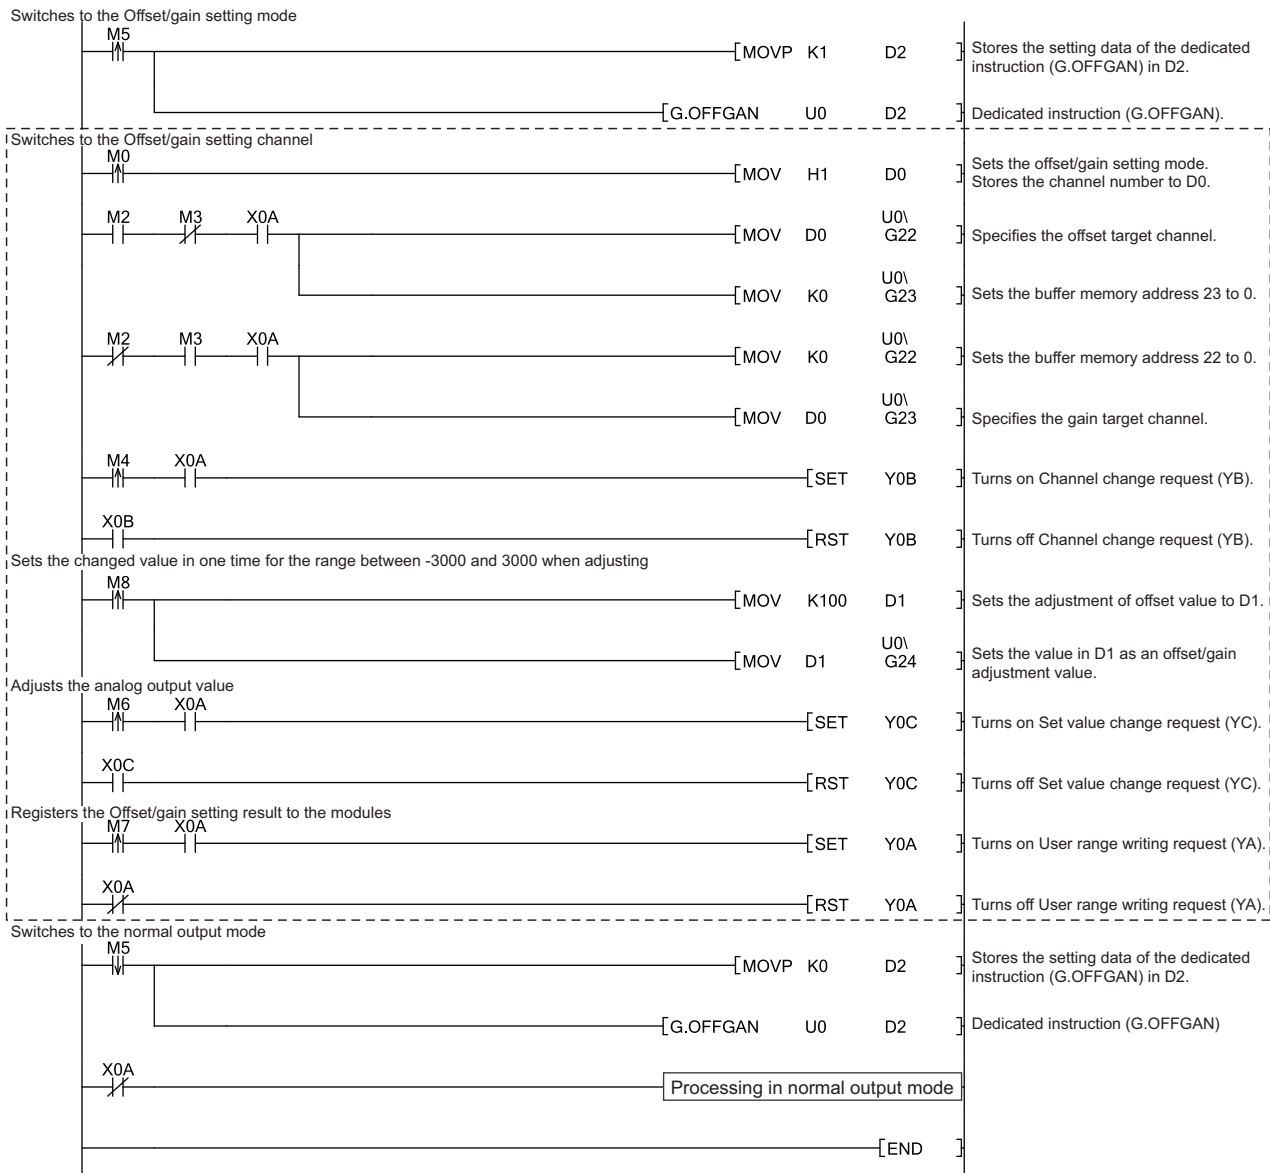 Switches to the Offset/gain setting mode
M5
MOVP K1 D2
Stores the setting data of the dedicated
instruction (G.OFFGAN) in D2.
G.OFFGAN U0 D2
Dedicated instruction (G.OFFGAN).
Switches to the Offset/gain setting channel
M0
MOV H1 D0
Sets the offset/gain setting mode.
Stores the channel number to D0.
M2 M3 X0A
U0\
MOV D0 G22
Specifies the offset target channel.
U0\
MOV K0 G23
Sets the buffer memory address 23 to 0.
M2 M3 X0A
U0\
MOV K0 G22
Sets the buffer memory address 22 to 0.
U0\
MOV D0 G23
Specifies the gain target channel.
M4 X0A
SET Y0B
Turns on Channel change request (YB).
X0B
RST Y0B
Turns off Channel change request (YB).
Sets the changed value in one time for the range between -3000 and 3000 when adjusting
M8
MOV K100 D1
Sets the adjustment of offset value to D1.
U0\
MOV D1 G24
Sets the value in D1 as an offset/gain
adjustment value.
Adjusts the analog output value
M6 X0A
SET Y0C
Turns on Set value change request (YC).
X0C
RST Y0C
Turns off Set value change request (YC).
Registers the Offset/gain setting result to the modules
M7 X0A
SET Y0A
Turns on User range writing request (YA).
X0A
RST Y0A
Turns off User range writing request (YA).
Switches to the normal output mode
M5
MOVP K0 D2
Stores the setting data of the dedicated
instruction (G.OFFGAN) in D2.
G.OFFGAN U0 D2
Dedicated instruction (G.OFFGAN)
X0A
Processing in normal output mode
END